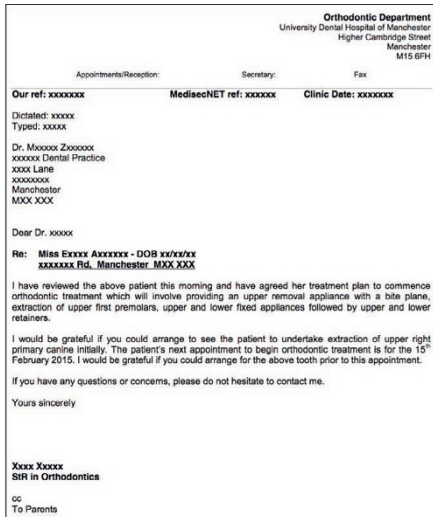 Orthodontic Department
University Dental Hospital of Manchester
Higher Cambridge Street
Manchester
M15 6FH
Appointments/Reception: Secretary: Fax
Our ref: xxxxxxx MedisecNET ref: xxxxxx Clinic Date: xxxxxxx
Dictated: xxxxx
Typed: xxxxx
Dr. Mxxxxx Zxxxxxx
xxxxxx Dental Practice
xxxx Lane
xxxxxxxx
Manchester
MXX XXX
Dear Dr. xxxxx
Re: Miss Exxxx Axxxxxx - DOB xx/xx/xx
xxxxxxx Rd, Manchester MXX XXX
I have reviewed the above patient this morning and have agreed her treatment plan to commence
orthodontic treatment which will involve providing an upper removal appliance with a bite plane,
extraction of upper first premolars, upper and lower fixed appliances followed by upper and lower
retainers.
I would be grateful if you could arrange to see the patient to undertake extraction of upper right
primary canine initially. The patient's next appointment to begin orthodontic treatment is for the 15th
February 2015. I would be grateful if you could arrange for the above tooth prior to this appointment.
If you have any questions or concerns, please do not hesitate to contact me.
Yours sincerely
Xxxx Xxxxx
StR in Orthodontics
cc
To Parents